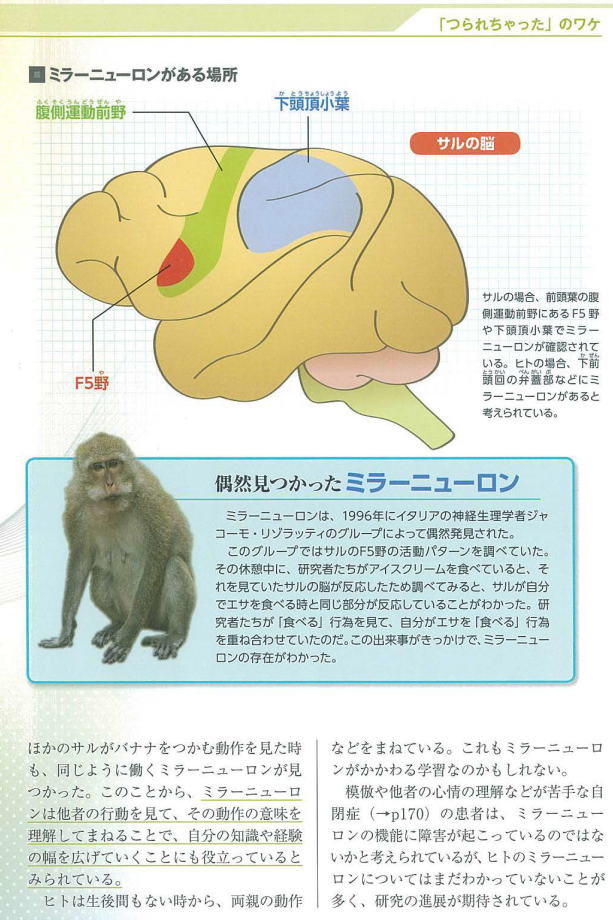 「つられちゃった」のワケ
ミラーニューロンがある場所
ふくそくうんどうぜんや
腹側運動前野
かとうちょうしょうよう
下頭頂小葉
サルの脳
や
F5野
サルの場合、前頭葉の腹
側運動前野にあるF5野
や下頭頂小葉でミラー
ニューロンが確認されて
いる。ヒトの場合、下前
頭回の弁蓋部などにミ
ラーニューロンがあると
考えられている。
偶然見つかったミラーニューロン
ミラーニューロンは、1996年にイタリアの神経生理学者ジャ
コーモ・リゾラッティのグループによって偶然発見された。
このグループではサルのF5野の活動パターンを調べていた。
その休憩中に、研究者たちがアイスクリームを食べていると、そ
れを見ていたサルの脳が反応したため調べてみると、サルが自分
でエサを食べる時と同じ部分が反応していることがわかった。研
究者たちが「食べる」行為を見て、自分がエサを「食べる」行為
を重ね合わせていたのだ。この出来事がきっかけで、ミラーニュー
ロンの存在がわかった。
ほかのサルがバナナをつかむ動作を見た時
も、同じように働くミラーニューロンが見
つかった。このことから、ミラーニューロ
ンは他者の行動を見て、その動作の意味を
理解してまねることで、自分の知識や経験
の幅を広げていくことにも役立っていると
みられている。
ヒトは生後間もない時から、両親の動作
などをまねている。これもミラーニューロ
ンがかかわる学習なのかもしれない。
模倣や他者の心情の理解などが苦手な自
閉症（→p170）の患者は、ミラーニュー
ロンの機能に障害が起こっているのではな
いかと考えられているが、ヒトのミラーニュー
ロンについてはまだわかっていないことが
多く、研究の進展が期待されている。